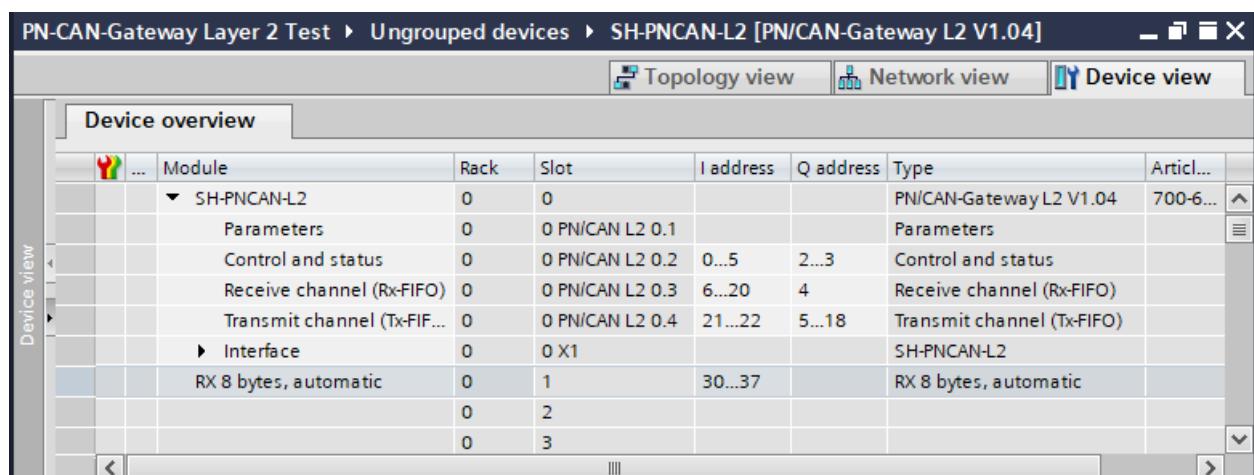 PN-CAN-Gateway Layer 2 Test ▸ Ungrouped devices ▸ SH-PNCAN-L2 [PN/CAN-Gateway L2 V1.04]
Topology view Network view Device view
Device overview
... Module Rack Slot I address Q address Type Articl...
SH-PNCAN-L2 0 0 PN/CAN-Gateway L2 V1.04 700-6...
Parameters 0 0 PN/CAN L2 0.1 Parameters
Control and status 0 0 PN/CAN L2 0.2 0...5 2...3 Control and status
Receive channel (Rx-FIFO) 0 0 PN/CAN L2 0.3 6...20 4 Receive channel (Rx-FIFO)
Transmit channel (Tx-FIF... 0 0 PN/CAN L2 0.4 21...22 5...18 Transmit channel (Tx-FIFO)
Interface 0 0 X1 SH-PNCAN-L2
RX 8 bytes, automatic 0 1 30...37 RX 8 bytes, automatic
0 2
0 3
Device view